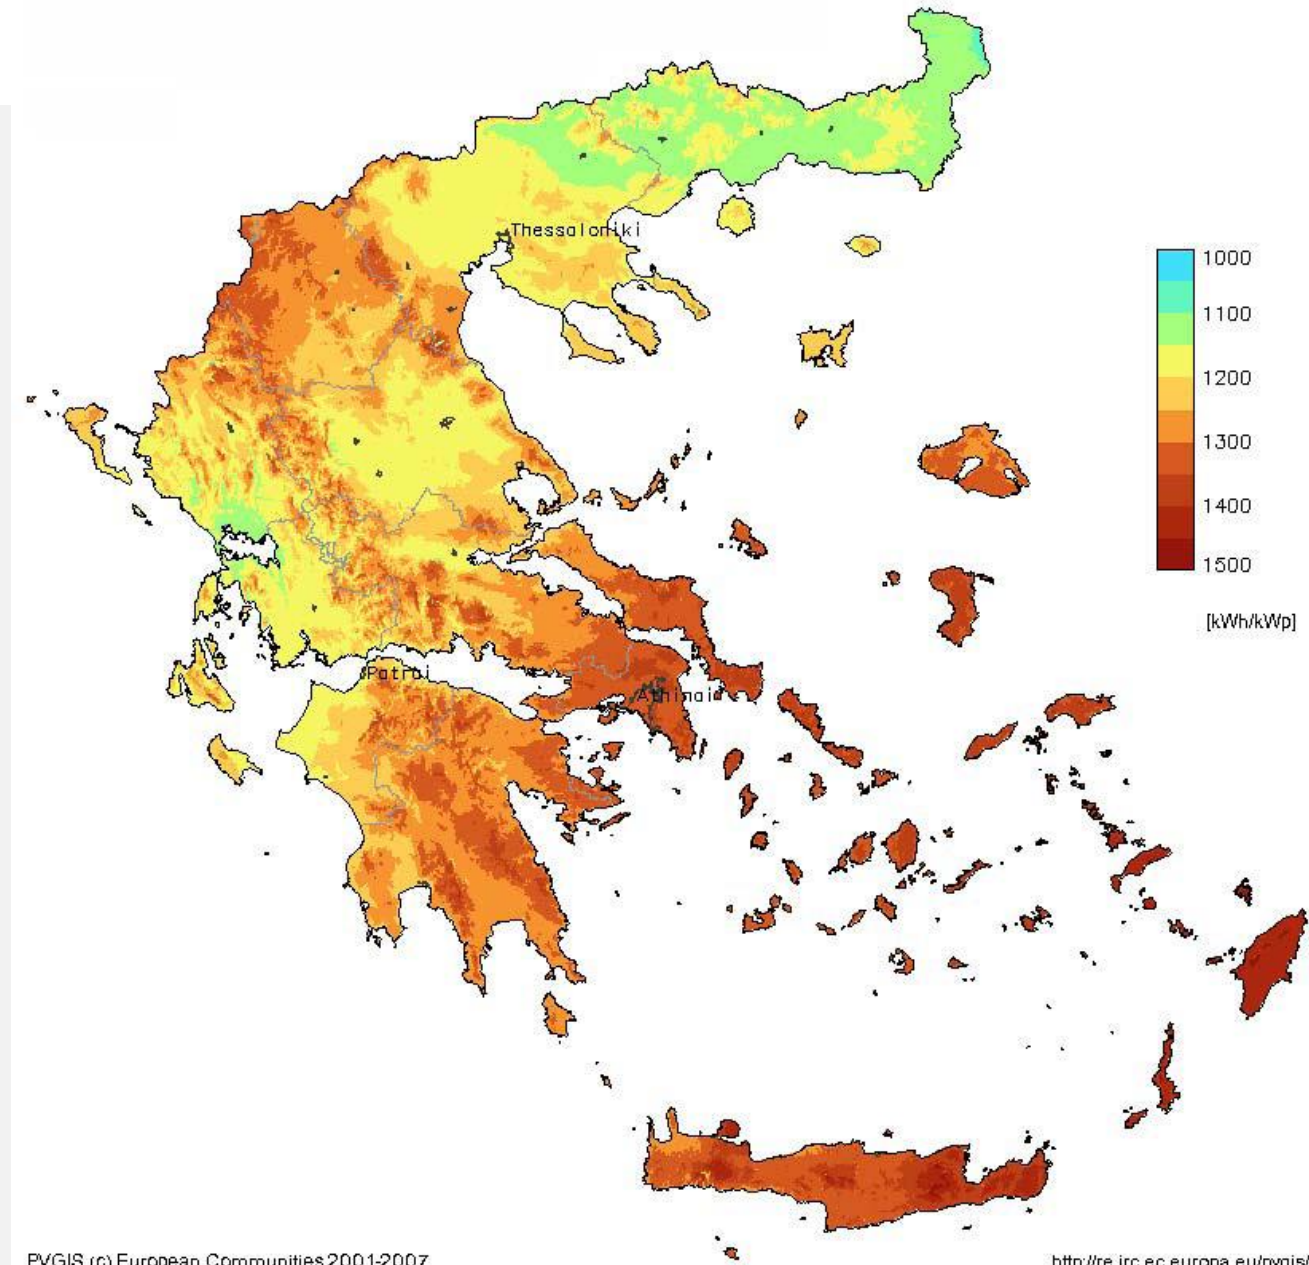 Thessaloniki
1000
1100
1200
1300
1400
1500
[kWh/kWp]
Patrai
Athinai
PVGIS (c) European Communities 2001-2007
http://re.jrc.ec.europa.eu/pvgis/